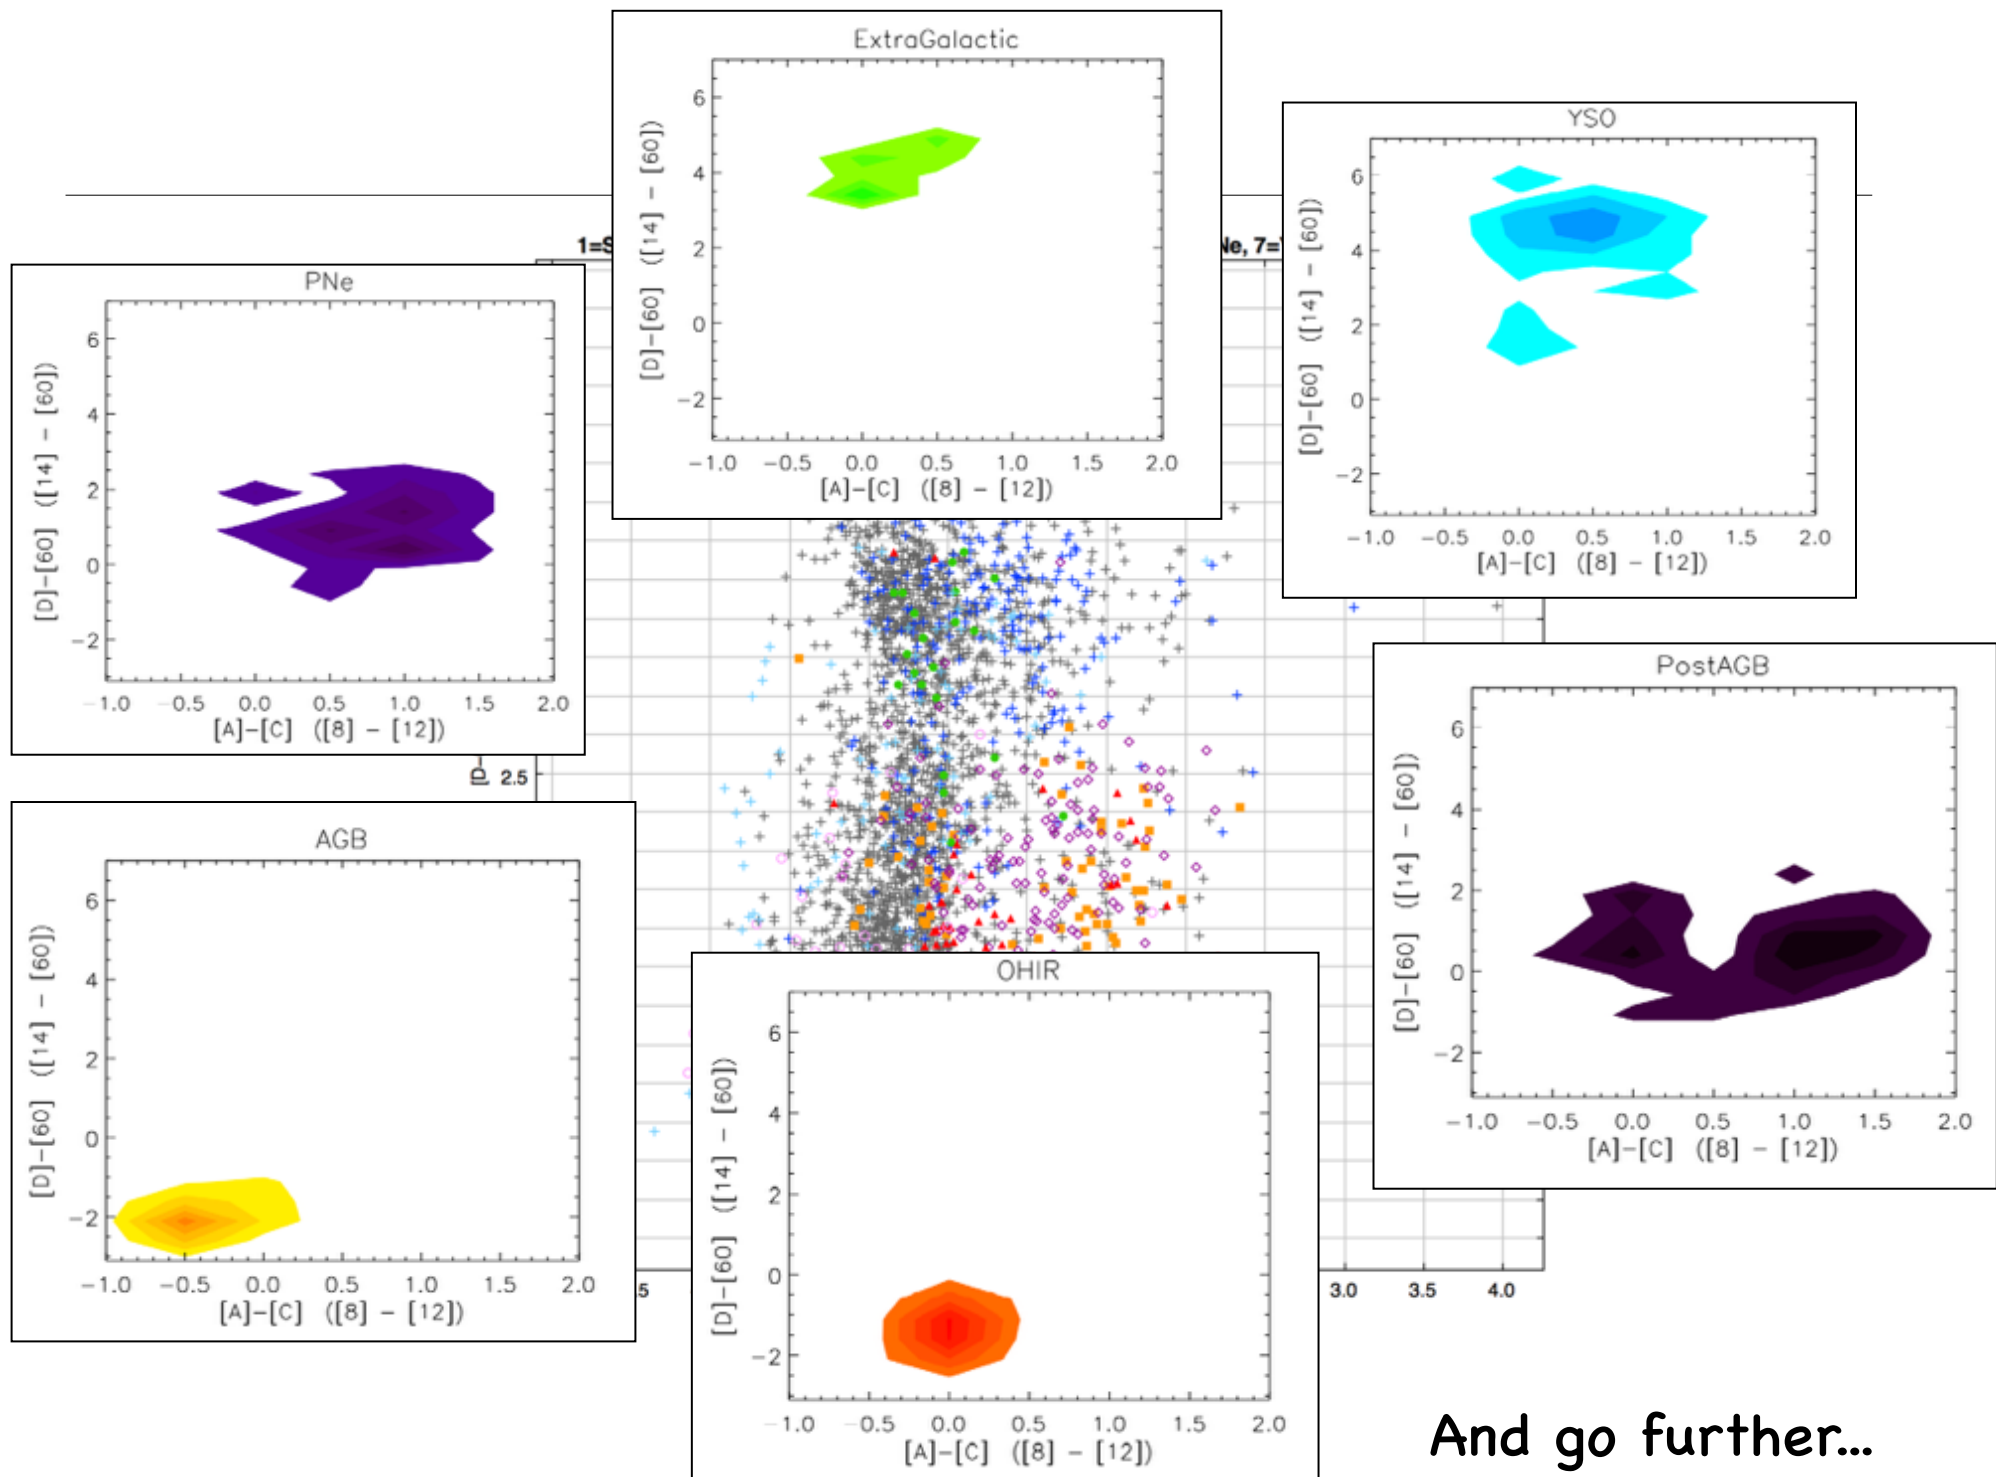 ExtraGalactic
6
4
2
0
−2
[D]−[60] ([14] − [60])
−1.0 −0.5 0.0 0.5 1.0 1.5 2.0
[A]−[C] ([8] − [12])
YSO
6
4
2
0
−2
[D]−[60] ([14] − [60])
−1.0 −0.5 0.0 0.5 1.0 1.5 2.0
[A]−[C] ([8] − [12])
1=S
Ne, 7=
PNe
6
4
2
0
−2
[D]−[60] ([14] − [60])
−1.0 −0.5 0.0 0.5 1.0 1.5 2.0
[A]−[C] ([8] − [12])
[D-
2.5
PostAGB
6
4
2
0
−2
[D]−[60] ([14] − [60])
−1.0 −0.5 0.0 0.5 1.0 1.5 2.0
[A]−[C] ([8] − [12])
AGB
6
4
2
0
−2
[D]−[60] ([14] − [60])
−1.0 −0.5 0.0 0.5 1.0 1.5 2.0
[A]−[C] ([8] − [12])
OHIR
6
4
2
0
−2
[D]−[60] ([14] − [60])
−1.0 −0.5 0.0 0.5 1.0 1.5 2.0
[A]−[C] ([8] − [12])
.5 3.0 3.5 4.0
And go further...